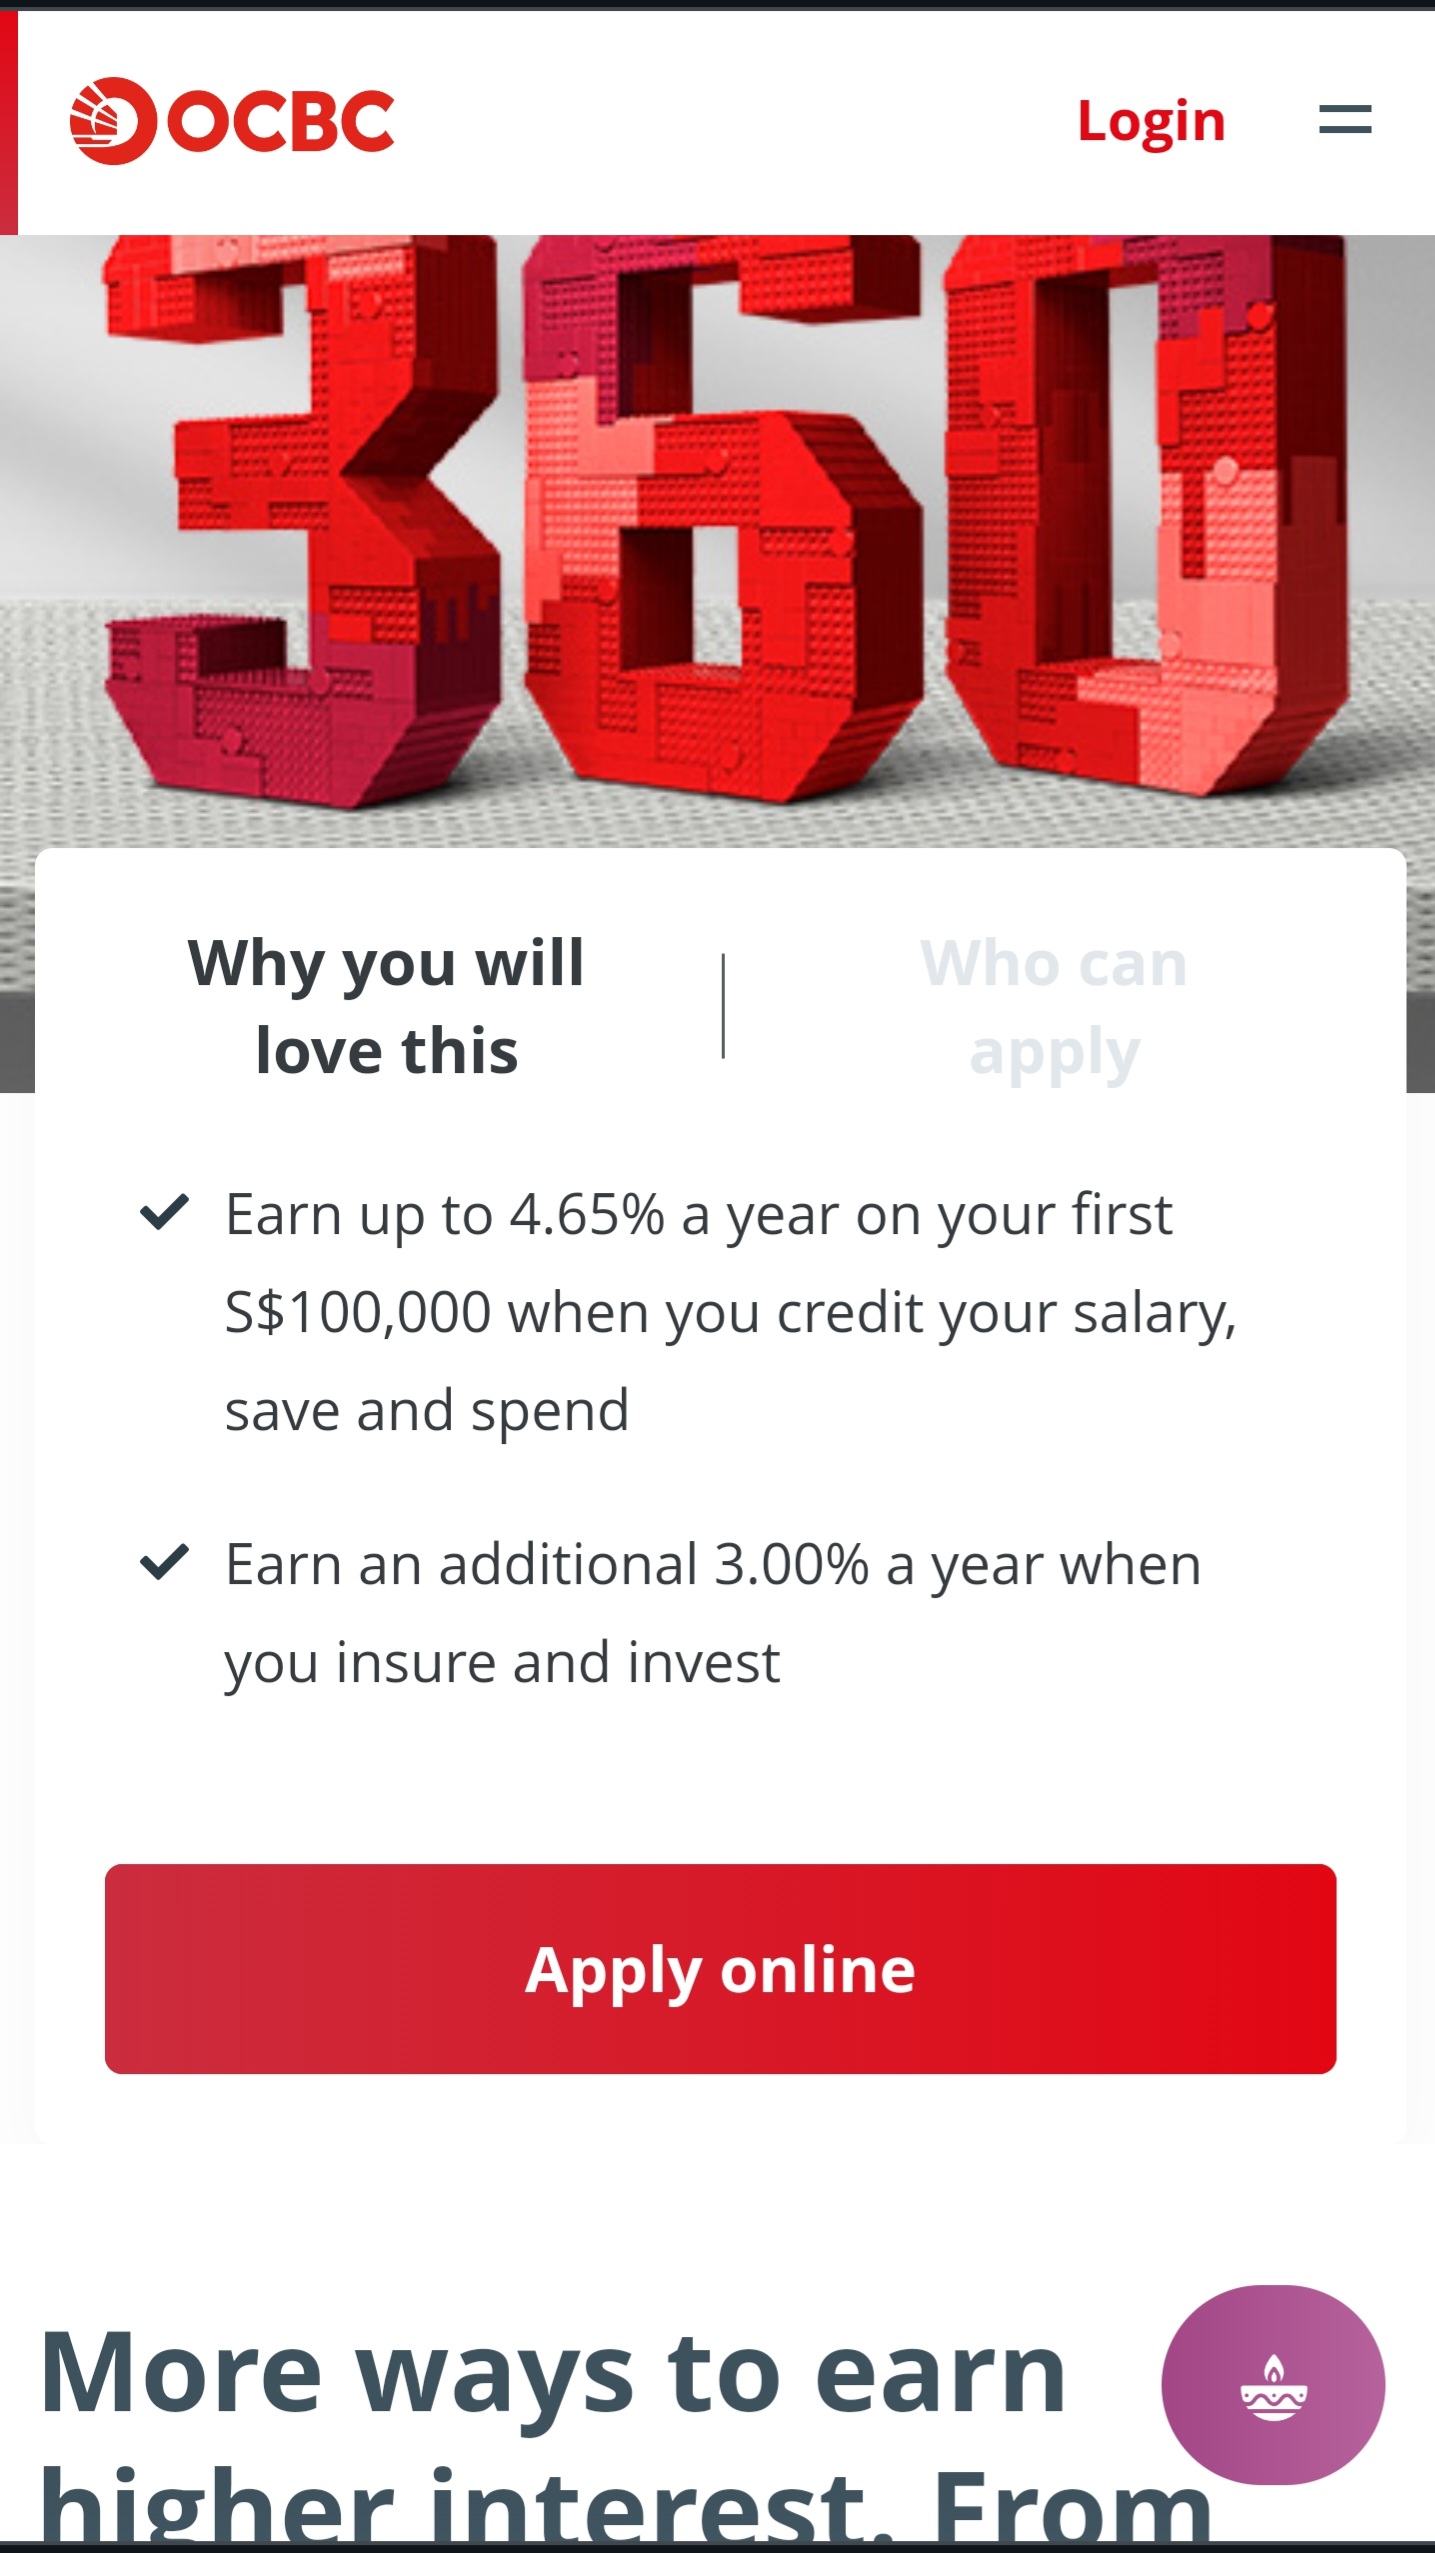 OCBC
Login
360
Why you will
love this
Who can
apply
Earn up to 4.65% a year on your first
S$100,000 when you credit your salary,
save and spend
Earn an additional 3.00% a year when
you insure and invest
Apply online
More ways to earn
higher interest. From